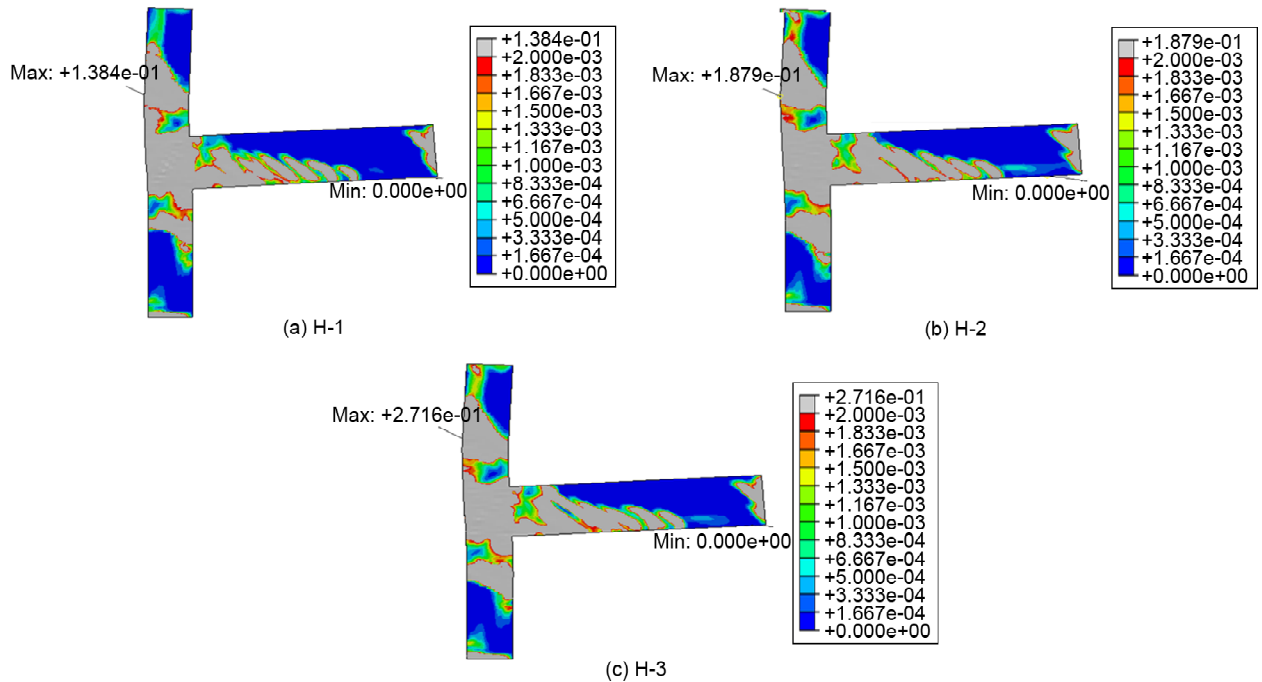 Max: +1.384e-01
+1.384e-01
+2.000e-03
+1.833e-03
+1.667e-03
+1.500e-03
+1.333e-03
+1.167e-03
+1.000e-03
+8.333e-04
+6.667e-04
+5.000e-04
+3.333e-04
+1.667e-04
+0.000e+00
Min: 0.000e+00
(a) H-1
Max: +1.879e-01
+1.879e-01
+2.000e-03
+1.833e-03
+1.667e-03
+1.500e-03
+1.333e-03
+1.167e-03
+1.000e-03
+8.333e-04
+6.667e-04
+5.000e-04
+3.333e-04
+1.667e-04
+0.000e+00
Min: 0.000e+00
(b) H-2
Max: +2.716e-01
+2.716e-01
+2.000e-03
+1.833e-03
+1.667e-03
+1.500e-03
+1.333e-03
+1.167e-03
+1.000e-03
+8.333e-04
+6.667e-04
+5.000e-04
+3.333e-04
+1.667e-04
+0.000e+00
Min: 0.000e+00
(c) H-3